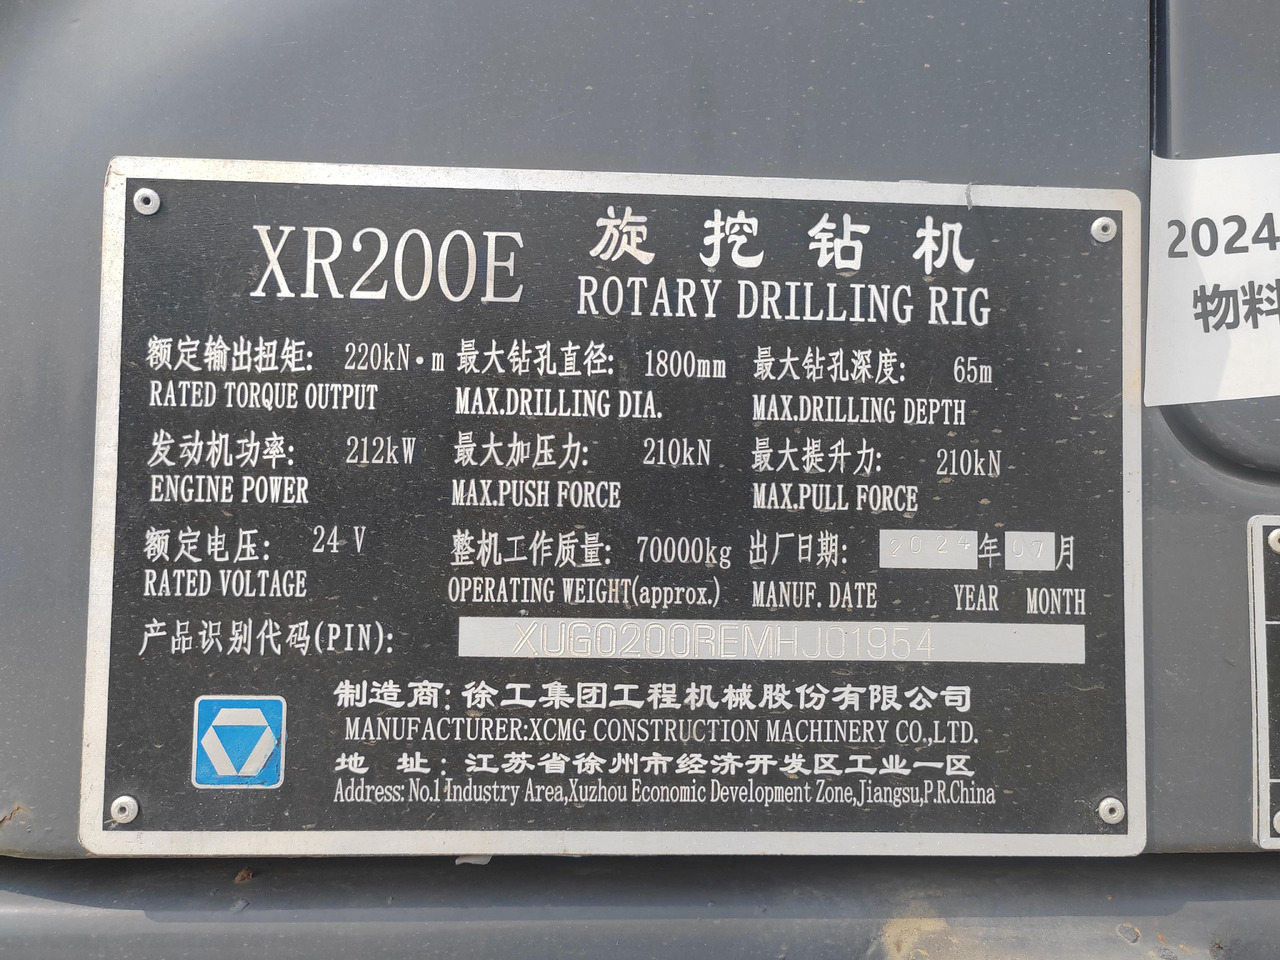 XR200E 旋挖钻机
ROTARY DRILLING RIG
额定输出扭矩: 220kN·m 最大钻孔直径: 1800mm 最大钻孔深度: 65m
RATED TORQUE OUTPUT MAX.DRILLING DIA. MAX.DRILLING DEPTH
发动机功率: 212kW 最大加压力: 210kN 最大提升力: 210kN
ENGINE POWER MAX.PUSH FORCE MAX.PULL FORCE
额定电压: 24 V 整机工作质量: 70000kg 出厂日期: 2024年07月
RATED VOLTAGE OPERATING WEIGHT(approx.) MANUF. DATE YEAR MONTH
产品识别代码(PIN): XUG0200REMHJ01954
制造商: 徐工集团工程机械股份有限公司
MANUFACTURER:XCMG CONSTRUCTION MACHINERY CO.,LTD.
地 址: 江苏省徐州市经济开发区工业一区
Address: No.1 Industry Area,Xuzhou Economic Development Zone,Jiangsu,P.R.China
2024
物料